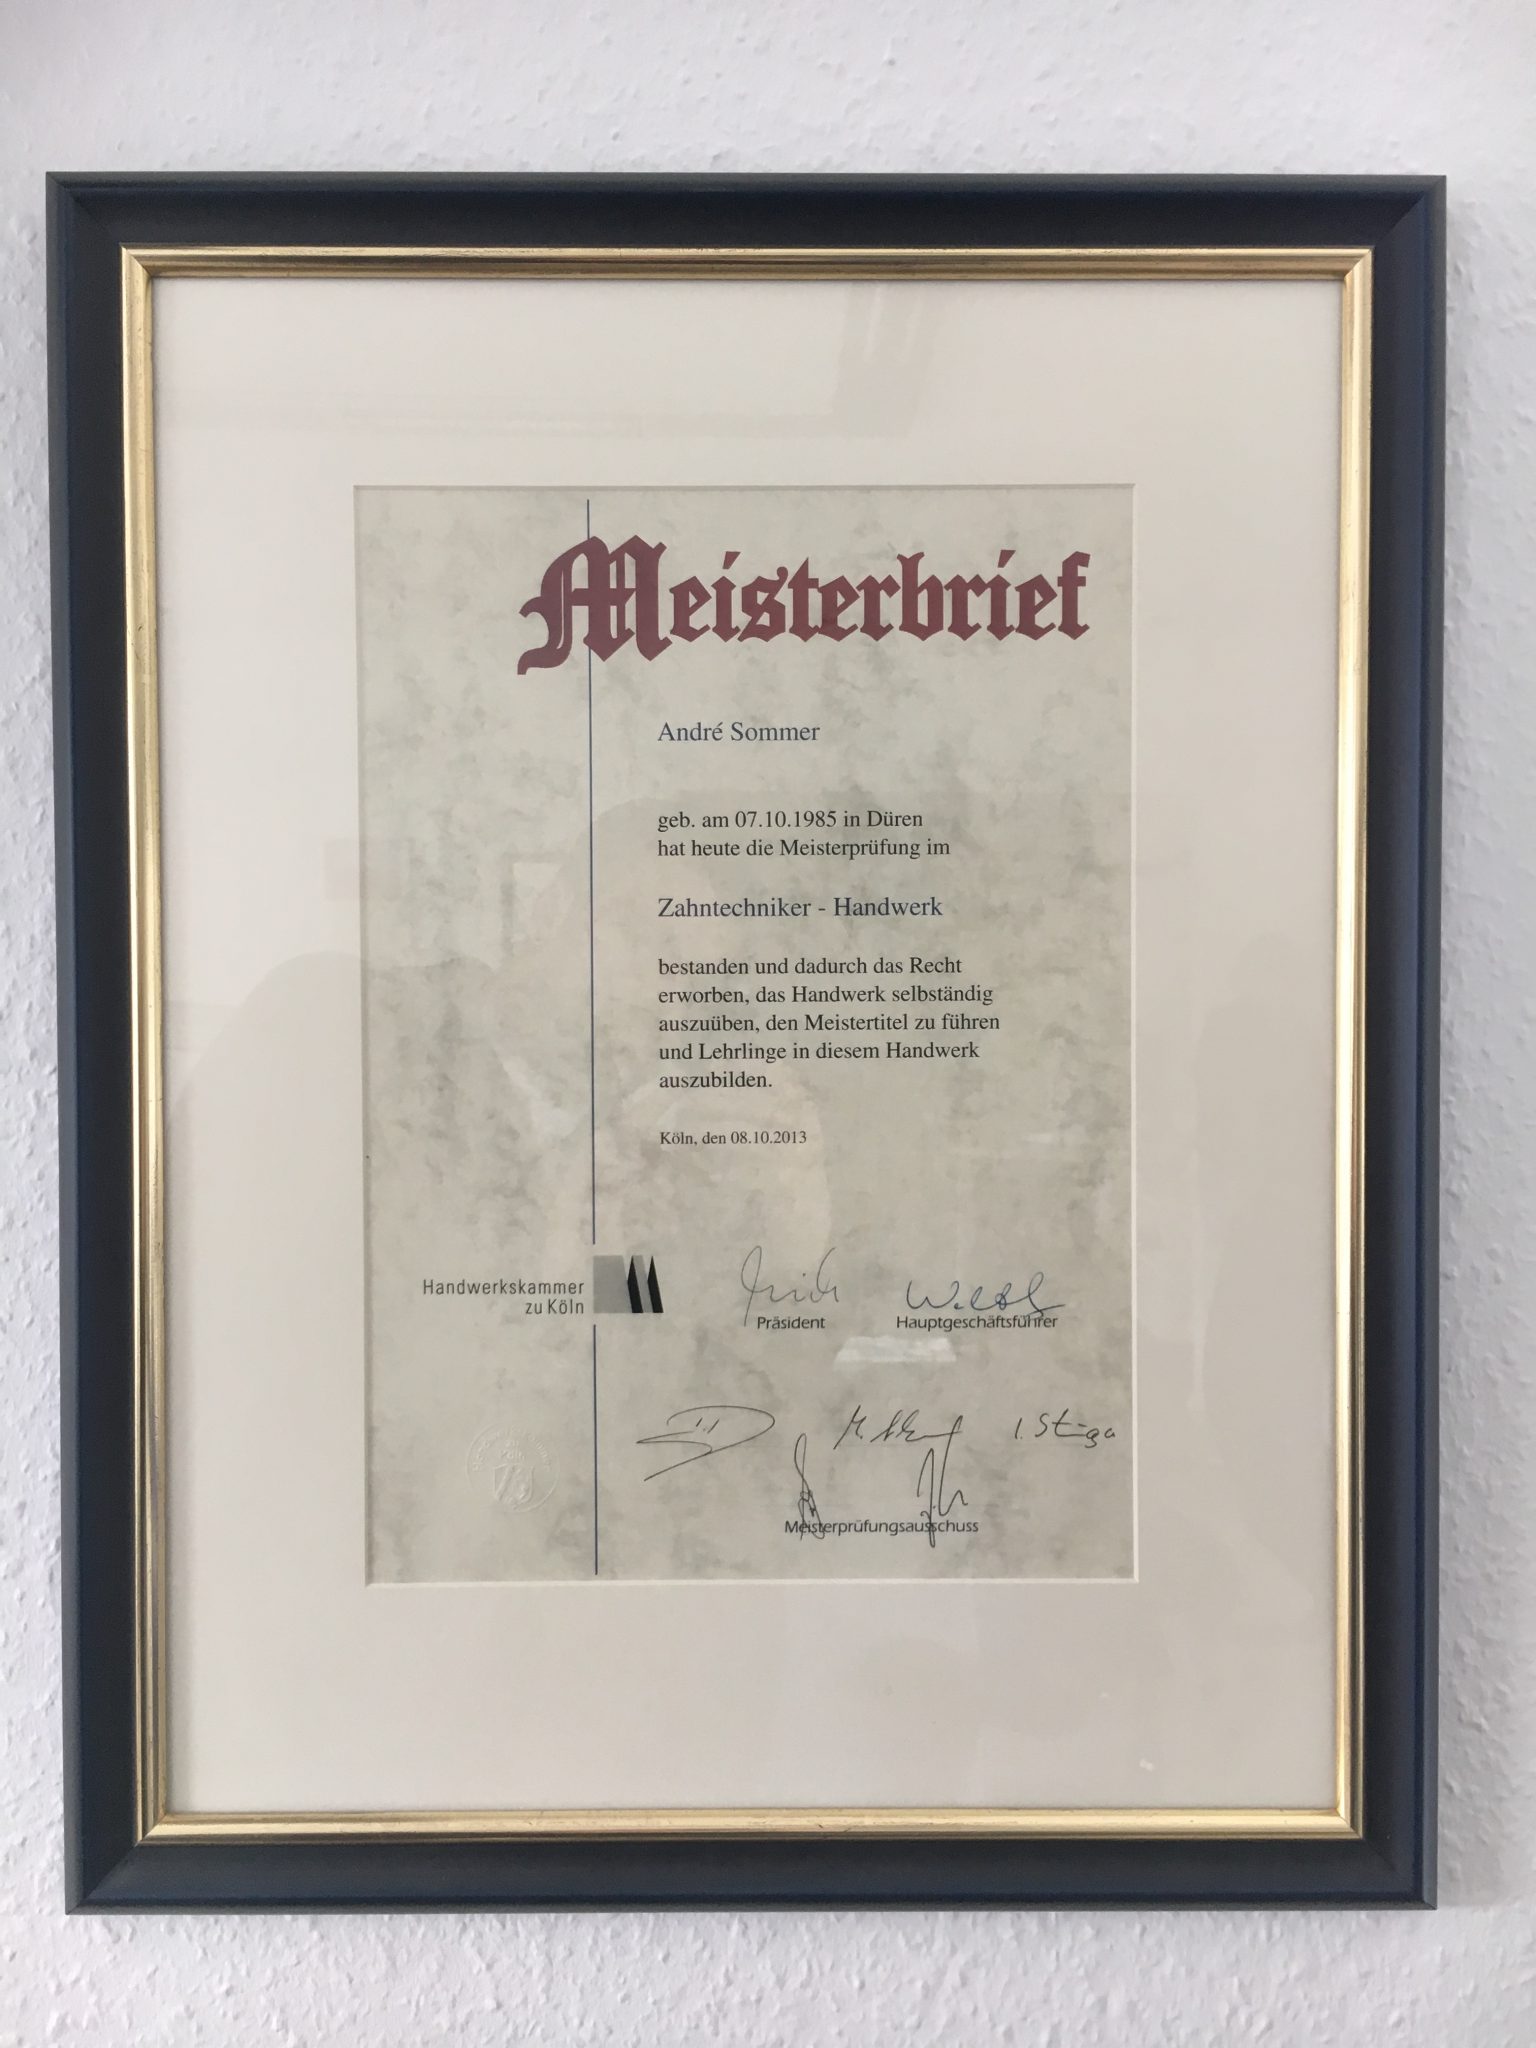 Meisterbrief
André Sommer
geb. am 07.10.1985 in Düren
hat heute die Meisterprüfung im
Zahntechniker - Handwerk
bestanden und dadurch das Recht
erworben, das Handwerk selbständig
auszuüben, den Meistertitel zu führen
und Lehrlinge in diesem Handwerk
auszubilden.
Köln, den 08.10.2013
Handwerkskammer
zu Köln
Präsident
Hauptgeschäftsführer
Meisterprüfungsausschuss